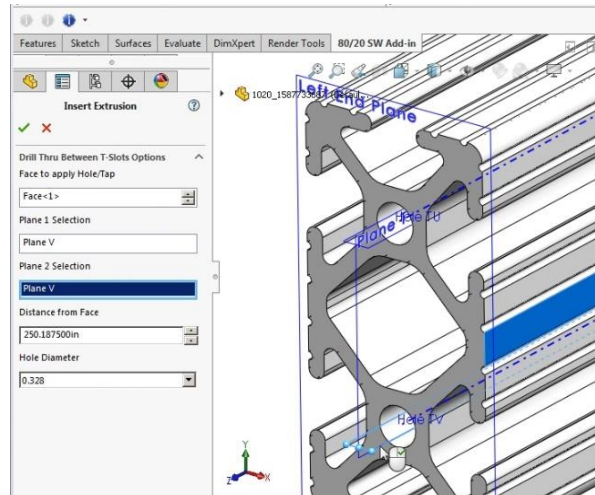 Features Sketch Surfaces Evaluate DimXpert Render Tools 80/20 SW Add-in
Insert Extrusion
Left End Plane
Drill Thru Between T-Slots Options
Face to apply Hole/Tap
Face<1>
Plane 1 Selection
Plane V
Plane 2 Selection
Plane V
Distance from Face
250.187500in
Hole Diameter
0.328
Hole TU
Hole TV
Y
Z
X